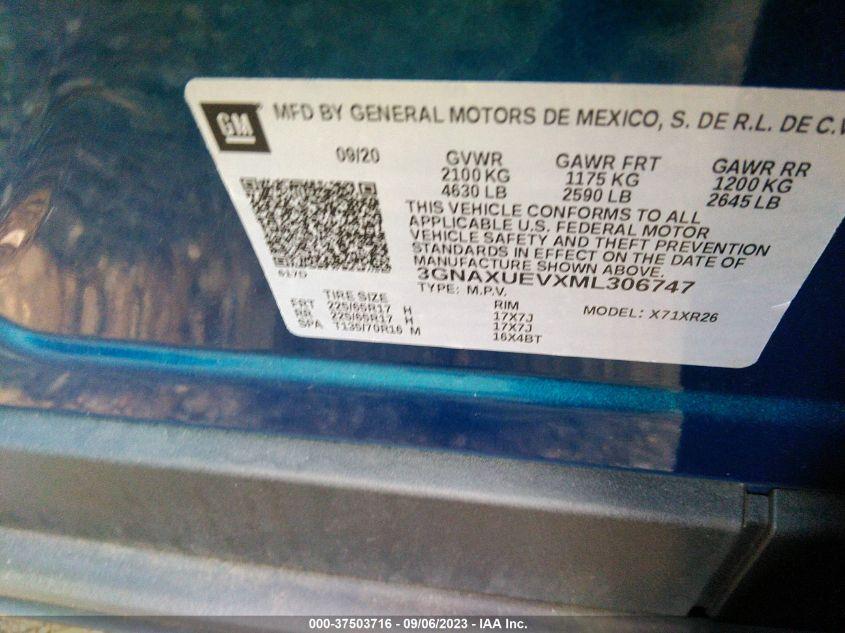 GM
MFD BY GENERAL MOTORS DE MEXICO, S. DE R.L. DE C.V
09/20
GVWR GAWR FRT GAWR RR
2100 KG 1175 KG 1200 KG
4630 LB 2590 LB 2645 LB
THIS VEHICLE CONFORMS TO ALL
APPLICABLE U.S. FEDERAL MOTOR
VEHICLE SAFETY AND THEFT PREVENTION
STANDARDS IN EFFECT ON THE DATE OF
MANUFACTURE SHOWN ABOVE.
617D
3GNAXUEVXML306747
TYPE: M.P.V. MODEL: X71XR26
TIRE SIZE RIM
FRT 225/65R17 H 17X7J
RR 225/65R17 H 17X7J
SPA T135/70R16 M 16X4BT
000-37503716 - 09/06/2023 - IAA Inc.